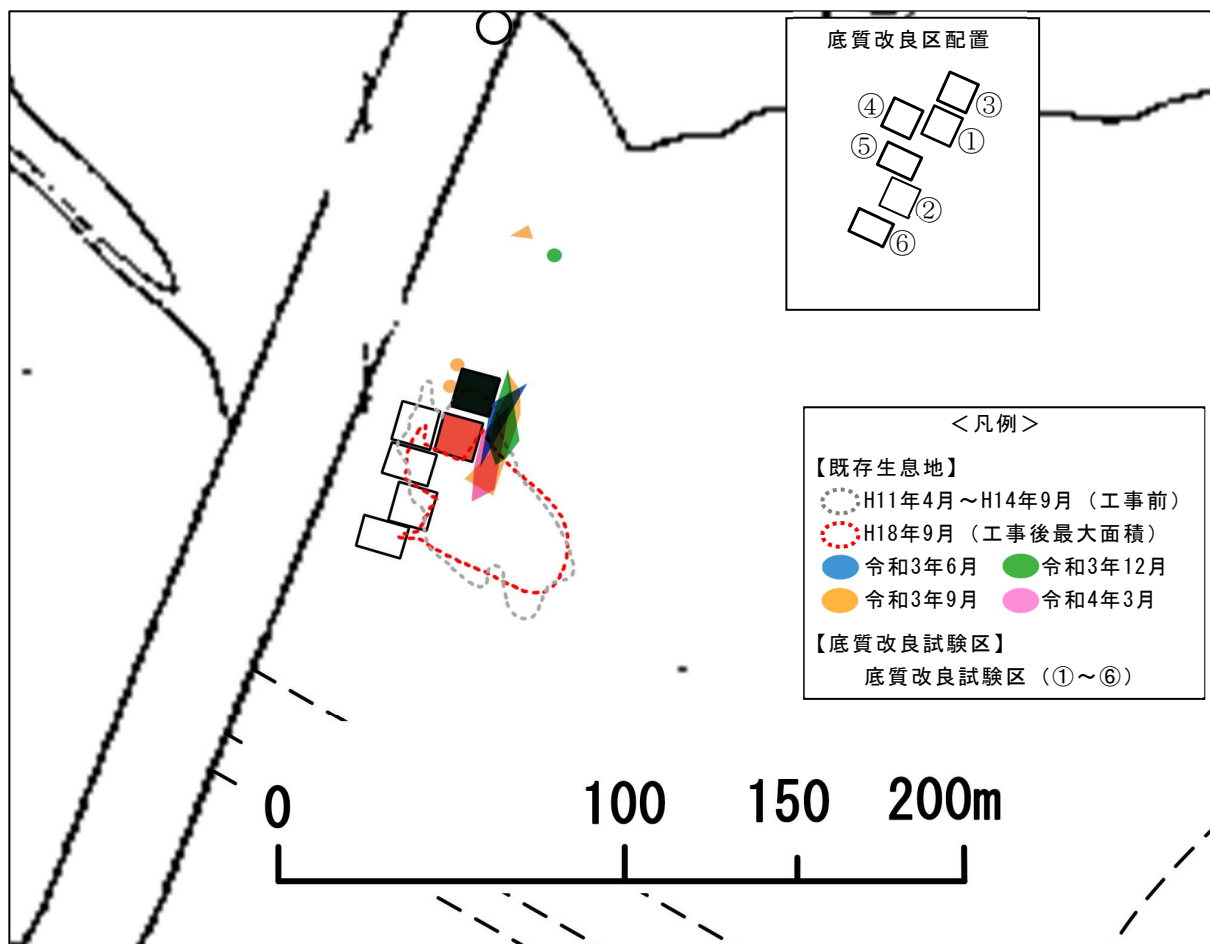 底質改良区配置
③
④
①
⑤
②
⑥
＜凡例＞
【既存生息地】
H11年4月～H14年9月（工事前）
H18年9月（工事後最大面積）
令和3年6月 令和3年12月
令和3年9月 令和4年3月
【底質改良試験区】
底質改良試験区（①～⑥）
0 100 150 200m